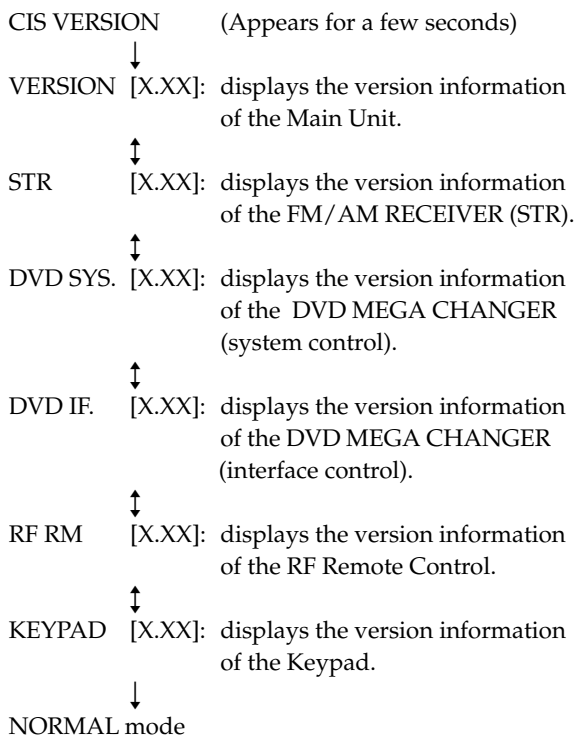 CIS VERSION (Appears for a few seconds)
↓
VERSION [X.XX]: displays the version information
of the Main Unit.
↕
STR [X.XX]: displays the version information
of the FM/AM RECEIVER (STR).
↕
DVD SYS. [X.XX]: displays the version information
of the DVD MEGA CHANGER
(system control).
↕
DVD IF. [X.XX]: displays the version information
of the DVD MEGA CHANGER
(interface control).
↕
RF RM [X.XX]: displays the version information
of the RF Remote Control.
↕
KEYPAD [X.XX]: displays the version information
of the Keypad.
↓
NORMAL mode